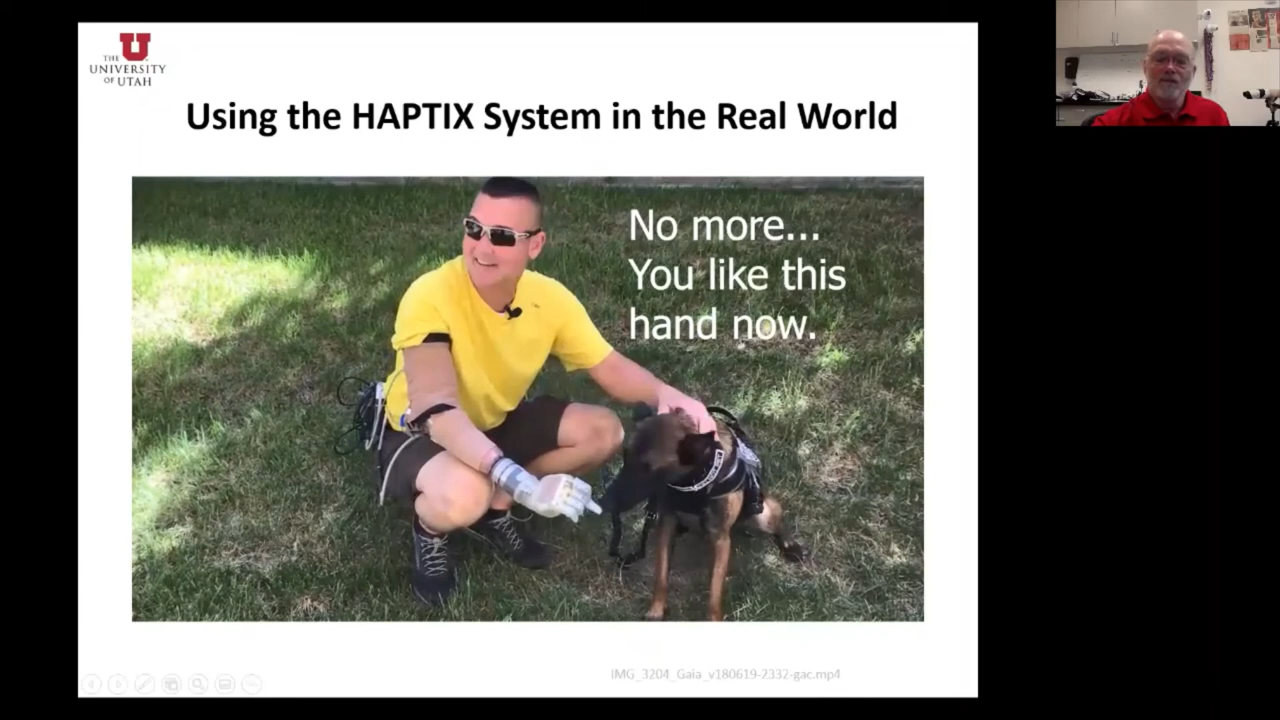 U
THE
UNIVERSITY
OF UTAH
Using the HAPTIX System in the Real World
No more...
You like this
hand now.
IMG_3204_Gaia_v180619-2332-gac.mp4